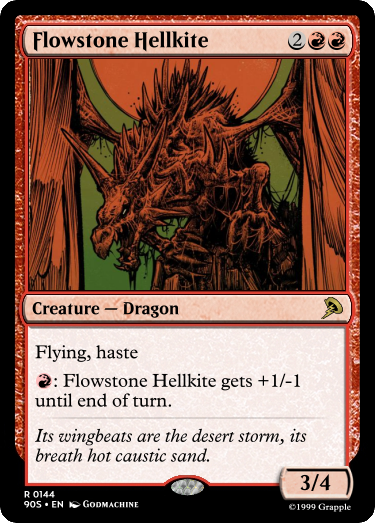 Flowstone Hellkite 2
Creature — Dragon
Flying, haste
: Flowstone Hellkite gets +1/-1
until end of turn.
Its wingbeats are the desert storm, its
breath hot caustic sand.
3/4
R 0144
90S • EN Godmachine
©1999 Grapple